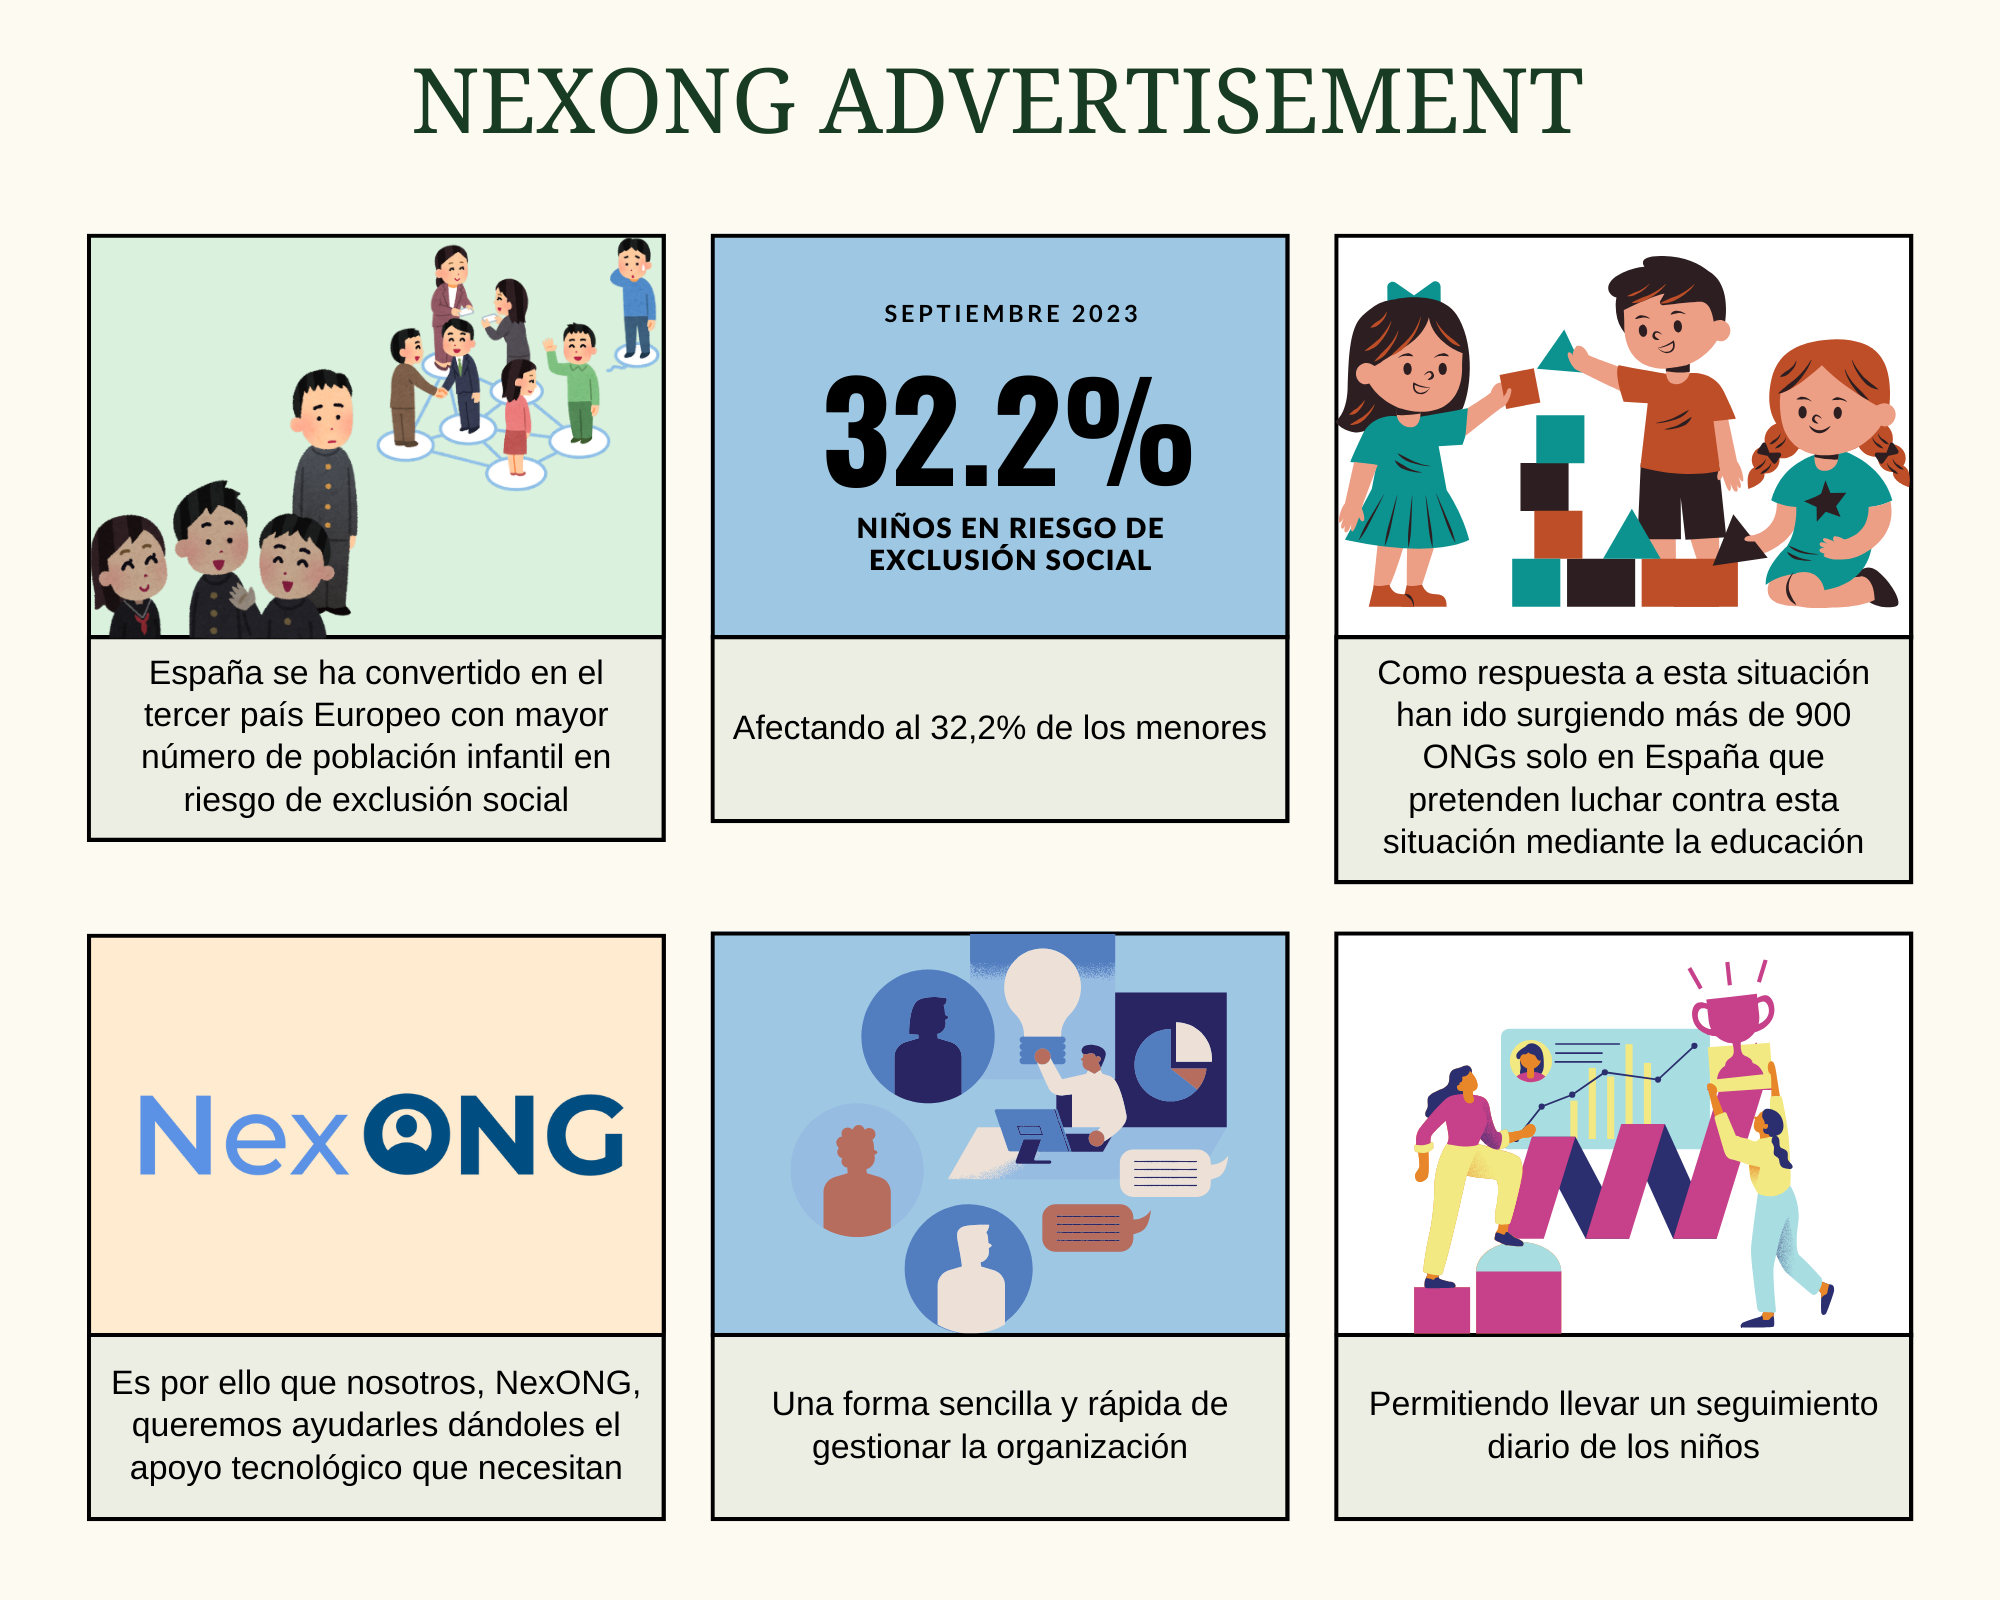 NEXONG ADVERTISEMENT
España se ha convertido en el
tercer país Europeo con mayor
número de población infantil en
riesgo de exclusión social
SEPTIEMBRE 2023
32.2%
NIÑOS EN RIESGO DE
EXCLUSIÓN SOCIAL
Afectando al 32,2% de los menores
Como respuesta a esta situación
han ido surgiendo más de 900
ONGs solo en España que
pretenden luchar contra esta
situación mediante la educación
NexONG
Es por ello que nosotros, NexONG,
queremos ayudarles dándoles el
apoyo tecnológico que necesitan
Una forma sencilla y rápida de
gestionar la organización
Permitiendo llevar un seguimiento
diario de los niños